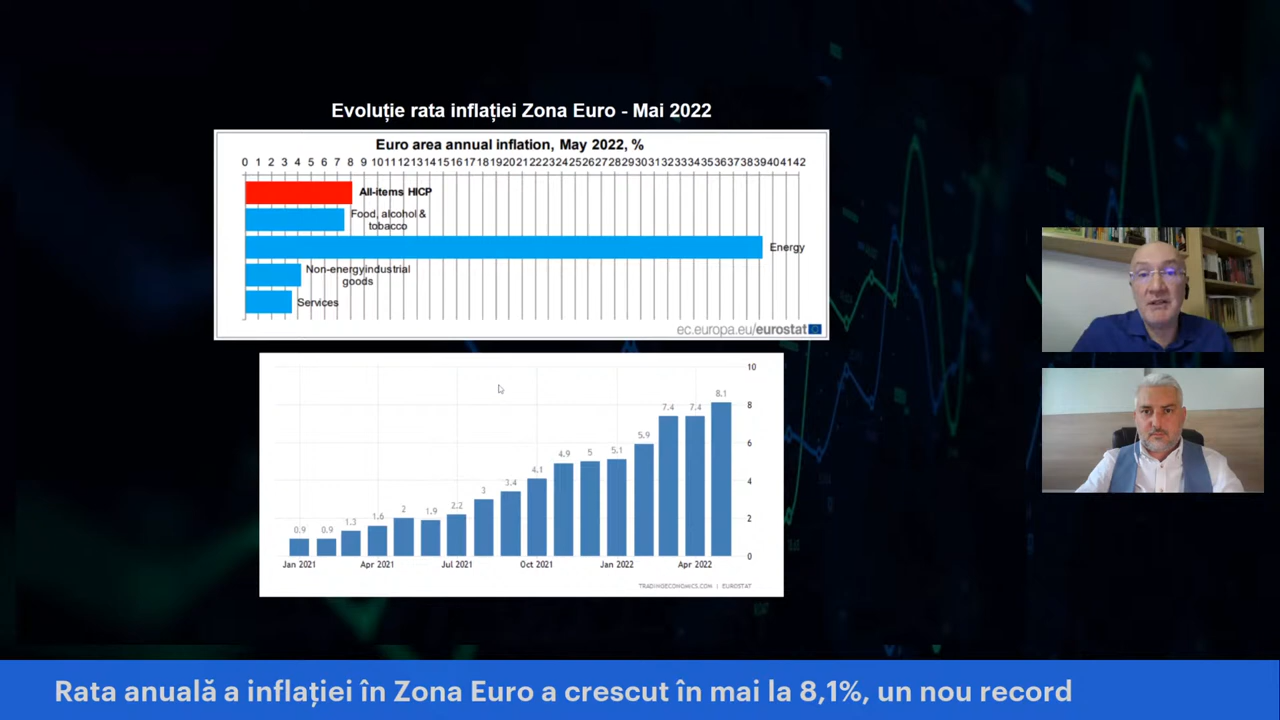 Evoluție rata inflației Zona Euro - Mai 2022
Euro area annual inflation, May 2022, %
0 1 2 3 4 5 6 7 8 9 10 11 12 13 14 15 16 17 18 19 20 21 22 23 24 25 26 27 28 29 30 31 32 33 34 35 36 37 38 39 40 41 42
All-items HICP
Food, alcohol &
tobacco
Energy
Non-energyindustrial
goods
Services
ec.europa.eu/eurostat
10
8.1
7.4 7.4
8
5.9
6
4.9 5 5.1
4.1
4
3.4
3
2.2
2 1.9
2
1.6
1.3
0.9 0.9
0
Jan 2021 Apr 2021 Jul 2021 Oct 2021 Jan 2022 Apr 2022
TRADINGECONOMICS.COM | EUROSTAT
Rata anuală a inflației în Zona Euro a crescut în mai la 8,1%, un nou record